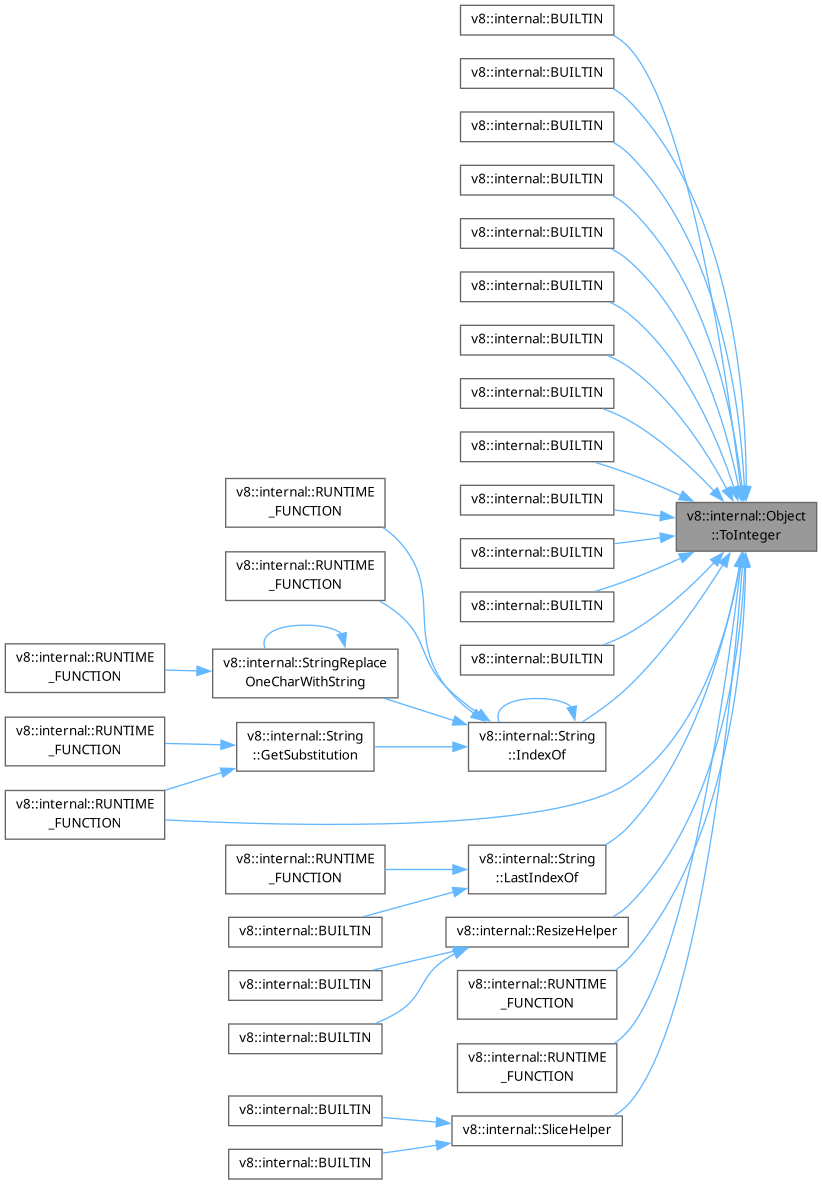 v8::internal::BUILTIN
v8::internal::BUILTIN
v8::internal::BUILTIN
v8::internal::BUILTIN
v8::internal::BUILTIN
v8::internal::BUILTIN
v8::internal::BUILTIN
v8::internal::BUILTIN
v8::internal::BUILTIN
v8::internal::BUILTIN
v8::internal::BUILTIN
v8::internal::BUILTIN
v8::internal::BUILTIN
v8::internal::Object
::ToInteger
v8::internal::RUNTIME
_FUNCTION
v8::internal::RUNTIME
_FUNCTION
v8::internal::RUNTIME
_FUNCTION
v8::internal::StringReplace
OneCharWithString
v8::internal::RUNTIME
_FUNCTION
v8::internal::String
::GetSubstitution
v8::internal::String
::IndexOf
v8::internal::RUNTIME
_FUNCTION
v8::internal::RUNTIME
_FUNCTION
v8::internal::String
::LastIndexOf
v8::internal::BUILTIN
v8::internal::ResizeHelper
v8::internal::BUILTIN
v8::internal::RUNTIME
_FUNCTION
v8::internal::BUILTIN
v8::internal::RUNTIME
_FUNCTION
v8::internal::BUILTIN
v8::internal::SliceHelper
v8::internal::BUILTIN